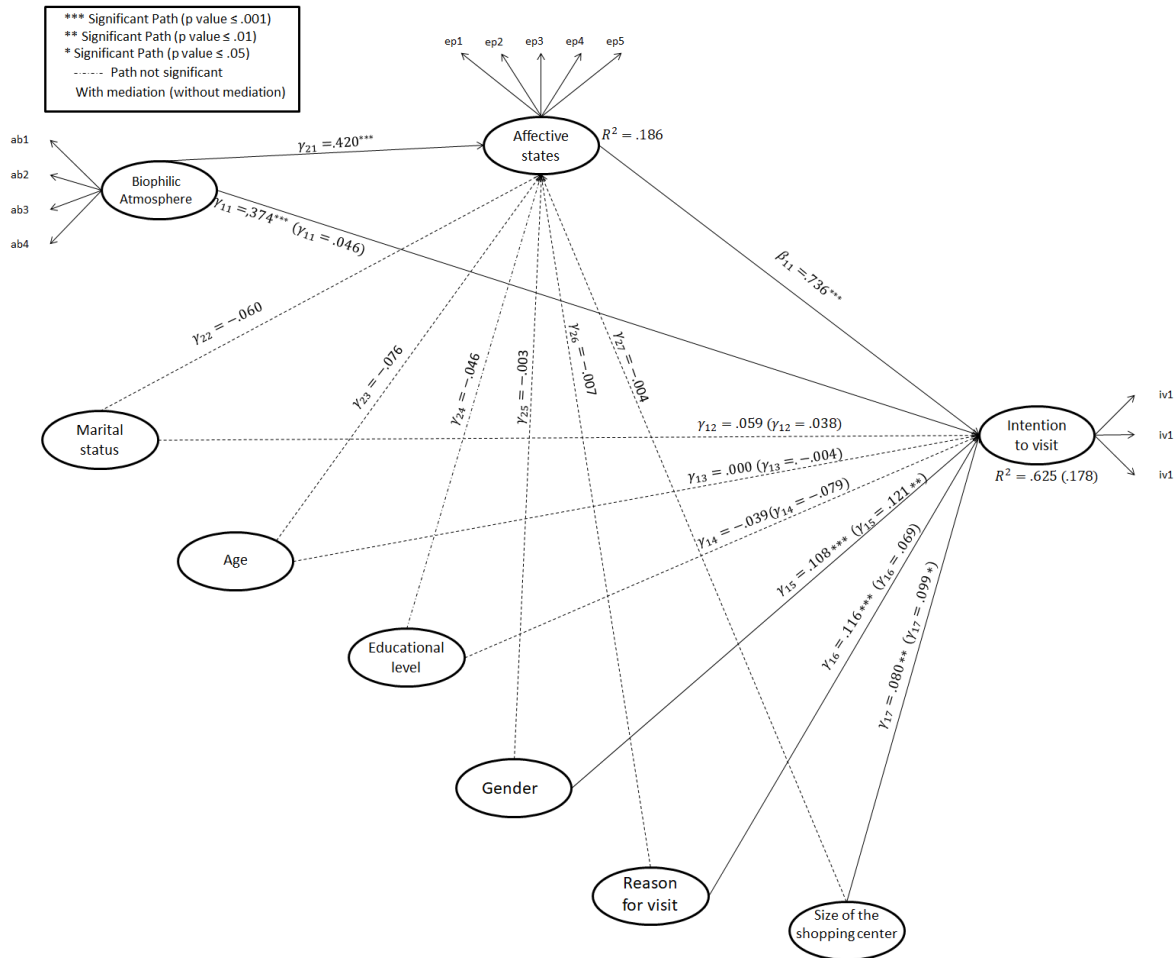 *** Significant Path (p value ≤ .001)
** Significant Path (p value ≤ .01)
* Significant Path (p value ≤ .05)
Path not significant
With mediation (without mediation)
ep1
ep2
ep3
ep4
ep5
Affective
states
R² = .186
γ₂₁ = .420***
ab1
ab2
ab3
ab4
Biophilic
Atmosphere
γ₁₁ =,374*** (γ₁₁ = .046)
β₁₁ =.736***
γ₂₂ = −.060
γ₂₃ = −.076
γ₂₄ = −.046
γ₂₅ = −.003
γ₂₆ = −.007
γ₂₇ = −.004
Marital
status
γ₁₂ = .059 (γ₁₂ = .038)
Intention
to visit
R² = .625 (.178)
iv1
iv1
iv1
γ₁₃ = .000 (γ₁₃ = −.004)
γ₁₄ = −.039(γ₁₄ = −.079)
γ₁₅ = .108*** (γ₁₅ = .121**)
γ₁₆ = .116*** (γ₁₆ = .069)
γ₁₇ = .080** (γ₁₇ = .099*)
Age
Educational
level
Gender
Reason
for visit
Size of the
shopping center